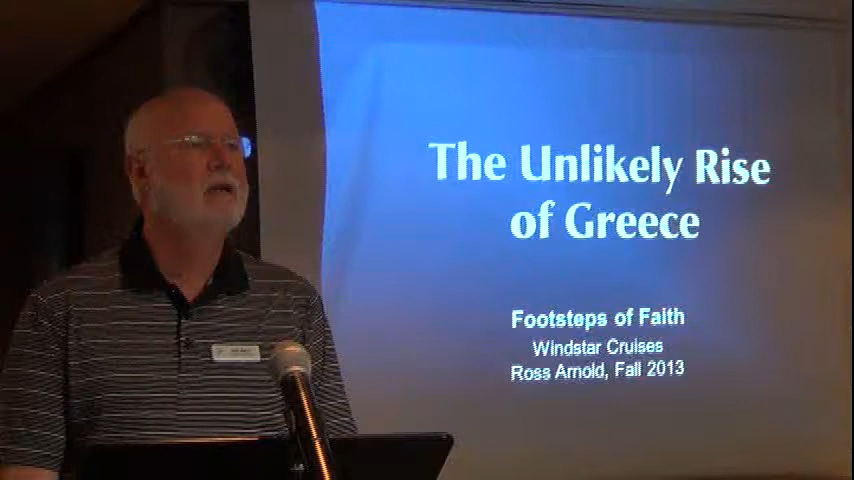 The Unlikely Rise
of Greece
Footsteps of Faith
Windstar Cruises
Ross Arnold, Fall 2013